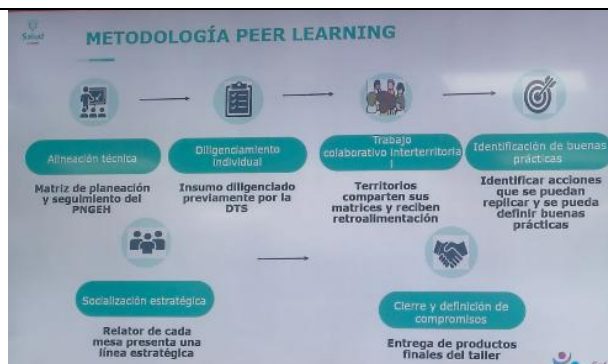 Salud
METODOLOGÍA PEER LEARNING
Alineación técnica
Matriz de planeación
y seguimiento del
PNGEH
Diligenciamiento
individual
Insumo diligenciado
previamente por la
DTS
Trabajo
colaborativo interterritoria
l
Territorios
comparten sus
matrices y reciben
retroalimentación
Identificación de buenas
prácticas
Identificar acciones
que se puedan
replicar y se pueda
definir buenas
prácticas
Socialización estratégica
Relator de cada
mesa presenta una
línea estratégica
Cierre y definición de
compromisos
Entrega de productos
finales del taller